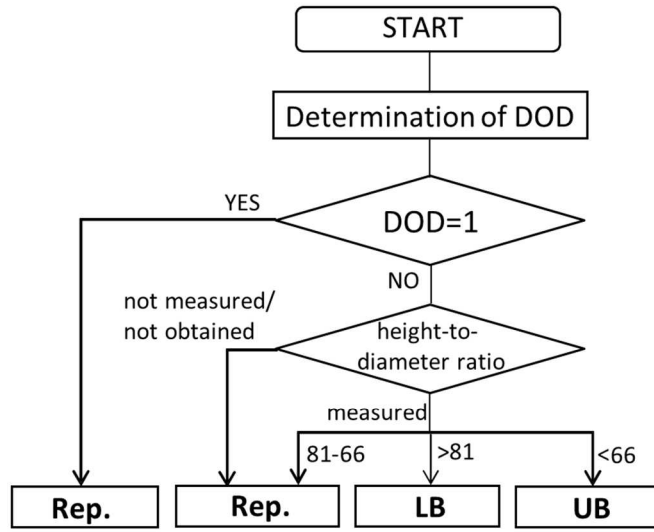 START
Determination of DOD
YES
DOD=1
NO
not measured/
not obtained
height-to-
diameter ratio
measured
81-66
>81
<66
Rep.
Rep.
LB
UB